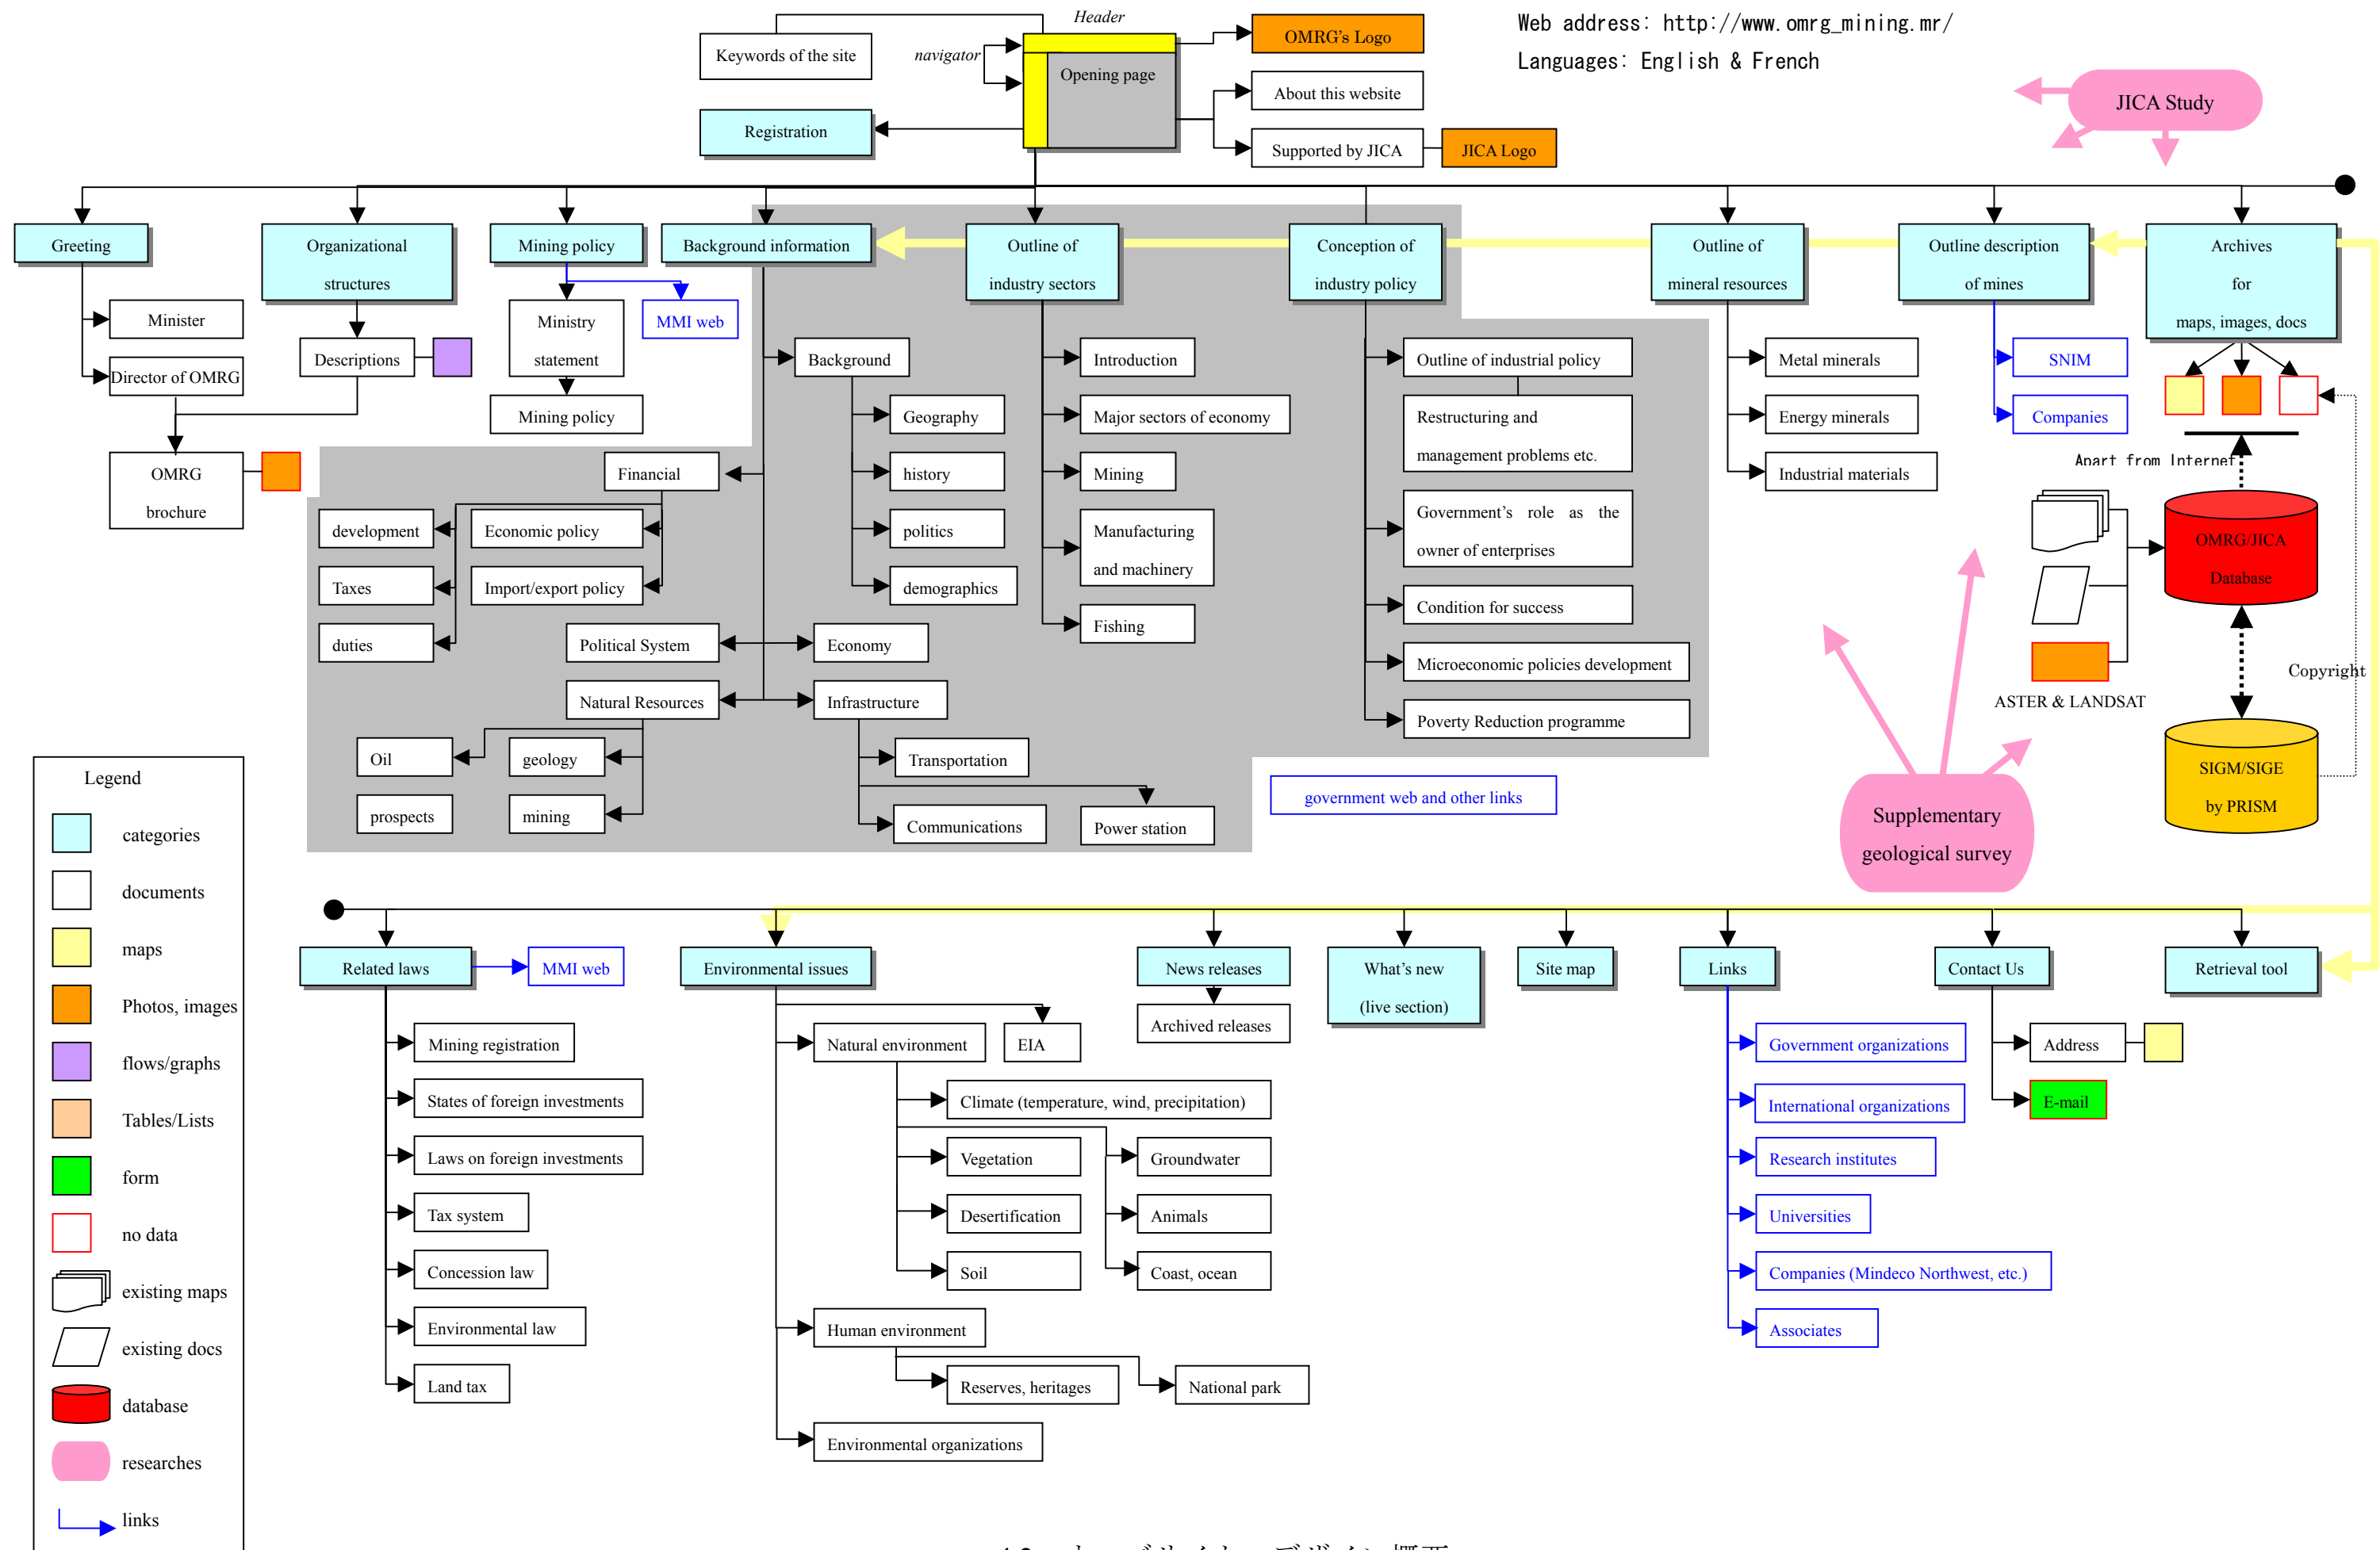 Header
Web address: http://www.omrg_mining.mr/
Languages: English & French
Keywords of the site
navigator
Opening page
OMRG's Logo
About this website
Registration
Supported by JICA
JICA Logo
JICA Study
Greeting
Organizational
structures
Mining policy
Background information
Outline of
industry sectors
Conception of
industry policy
Outline of
mineral resources
Outline description
of mines
Archives
for
maps, images, docs
Minister
Director of OMRG
OMRG
brochure
Descriptions
Ministry
statement
Mining policy
MMI web
Background
Geography
history
politics
demographics
Financial
development
Taxes
duties
Economic policy
Import/export policy
Political System
Economy
Natural Resources
Infrastructure
Oil
prospects
geology
mining
Transportation
Communications
Power station
Introduction
Major sectors of economy
Mining
Manufacturing
and machinery
Fishing
Outline of industrial policy
Restructuring and
management problems etc.
Government's role as the
owner of enterprises
Condition for success
Microeconomic policies development
Poverty Reduction programme
government web and other links
Metal minerals
Energy minerals
Industrial materials
SNIM
Companies
Apart from Internet
OMRG/JICA
Database
ASTER & LANDSAT
Copyright
SIGM/SIGE
by PRISM
Supplementary
geological survey
Legend
categories
documents
maps
Photos, images
flows/graphs
Tables/Lists
form
no data
existing maps
existing docs
database
researches
links
Related laws
MMI web
Environmental issues
News releases
What's new
(live section)
Site map
Links
Contact Us
Retrieval tool
Mining registration
States of foreign investments
Laws on foreign investments
Tax system
Concession law
Environmental law
Land tax
Natural environment
EIA
Climate (temperature, wind, precipitation)
Vegetation
Groundwater
Desertification
Animals
Soil
Coast, ocean
Human environment
Reserves, heritages
National park
Environmental organizations
Archived releases
Government organizations
International organizations
Research institutes
Universities
Companies (Mindeco Northwest, etc.)
Associates
Address
E-mail